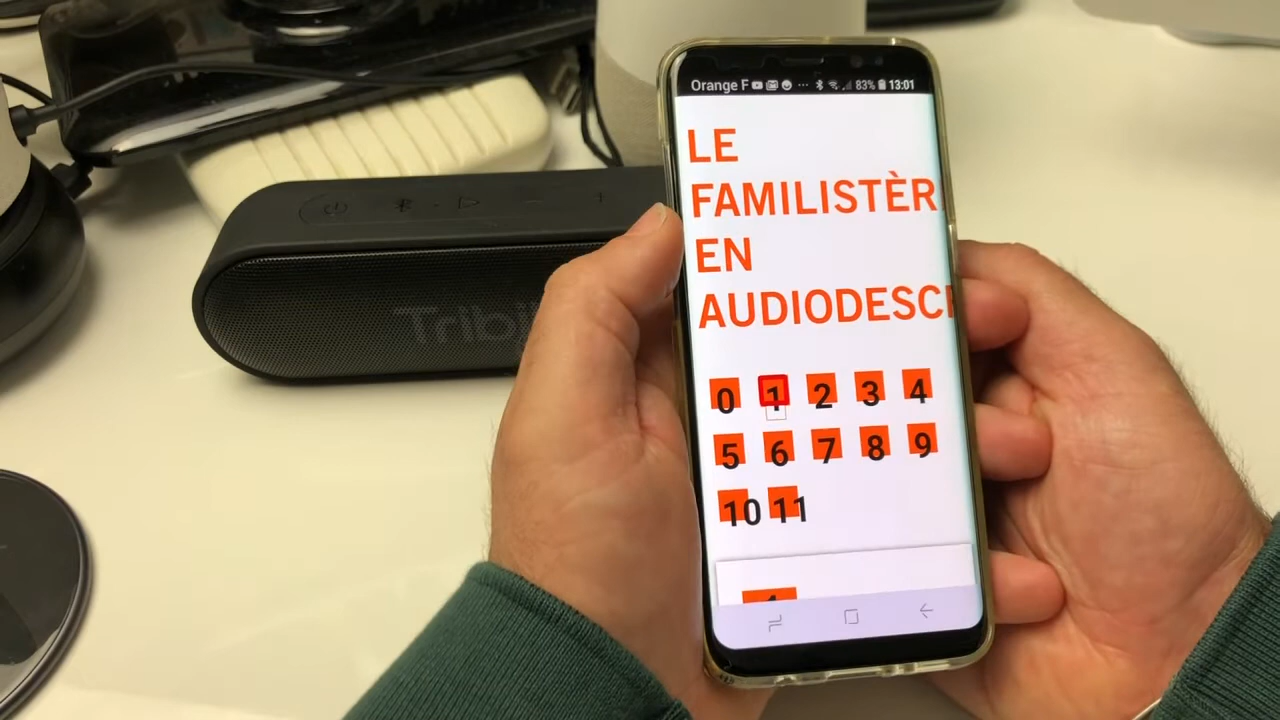 Orange F 83% 13:01
LE
FAMILISTÈR
EN
AUDIODESC
0 1 2 3 4
5 6 7 8 9
10 11
Tribi